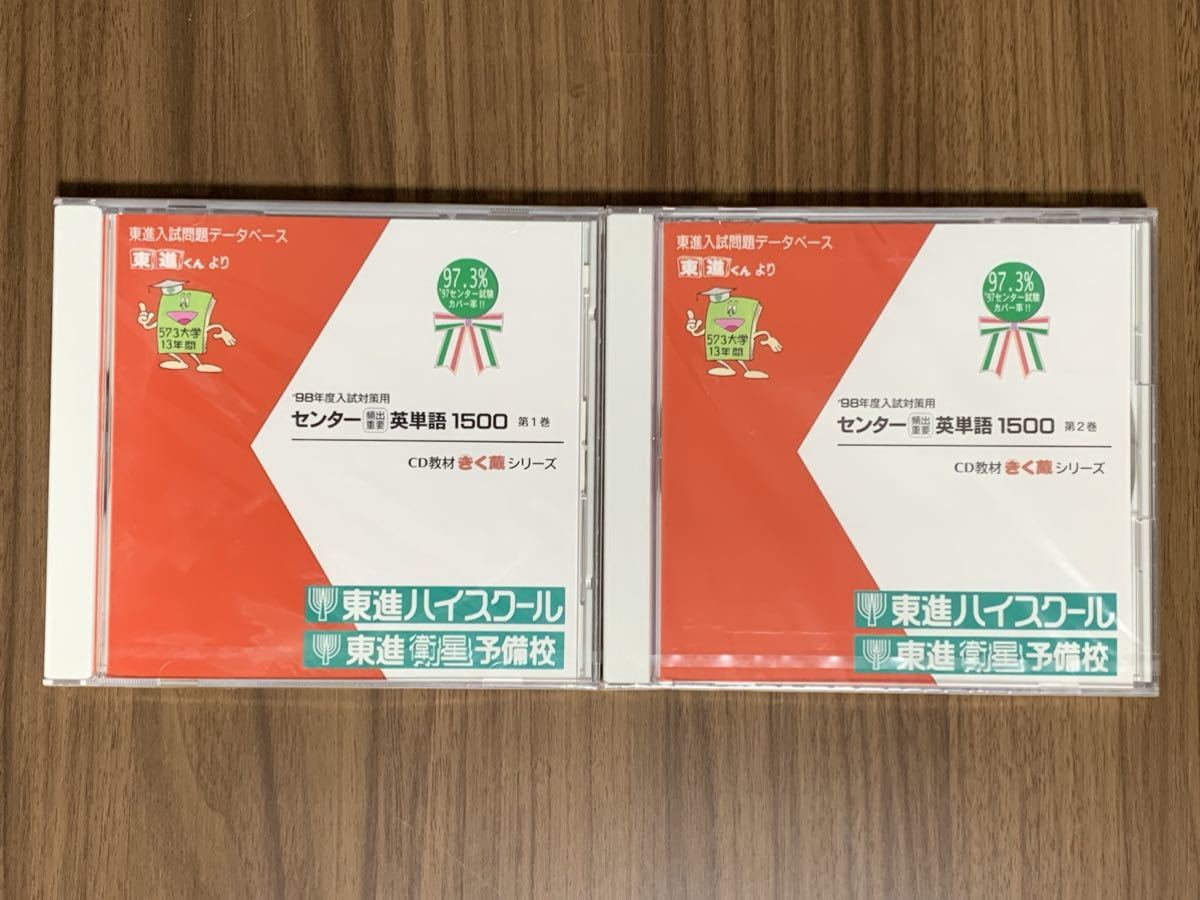 東進入試問題データベース
東進くんより
573大学
13年間
97.3%
'97センター試験
カバー率!!
'98年度入試対策用
センター頻出重要英単語1500 第1巻
CD教材きく蔵シリーズ
東進ハイスクール
東進衛星予備校
東進入試問題データベース
東進くんより
573大学
13年間
97.3%
'97センター試験
カバー率!!
'98年度入試対策用
センター頻出重要英単語1500 第2巻
CD教材きく蔵シリーズ
東進ハイスクール
東進衛星予備校